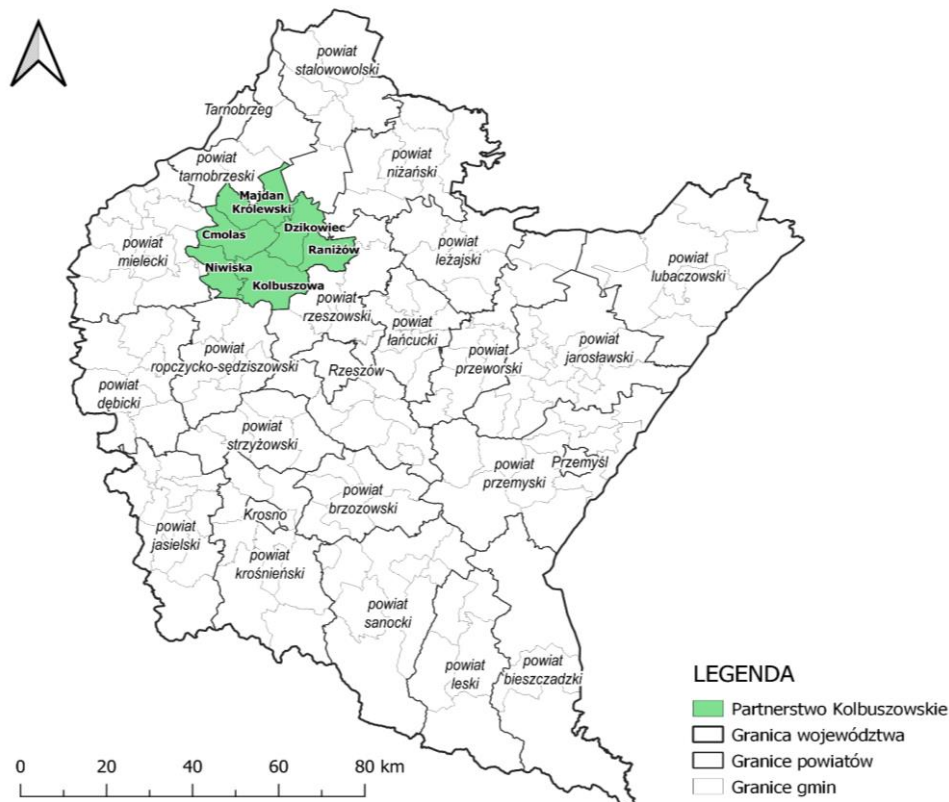 powiat
stalowowolski
Tarnobrzeg
powiat
tarnobrzeski
powiat
niżański
Majdan
Królewski
Dzikowiec
Cmolas
Raniżów
powiat
mielecki
powiat
leżajski
powiat
lubaczowski
Niwiska
Kolbuszowa
powiat
rzeszowski
powiat
łańcucki
powiat
jarosławski
powiat
ropczycko-sędziszowski
Rzeszów
powiat
przeworski
powiat
dębicki
powiat
strzyżowski
powiat
przemyski
Przemyśl
powiat
brzozowski
Krosno
powiat
jasielski
powiat
krośnieński
powiat
sanocki
powiat
leski
powiat
bieszczadzki
LEGENDA
Partnerstwo Kolbuszowskie
Granica województwa
Granice powiatów
Granice gmin
0 20 40 60 80 km